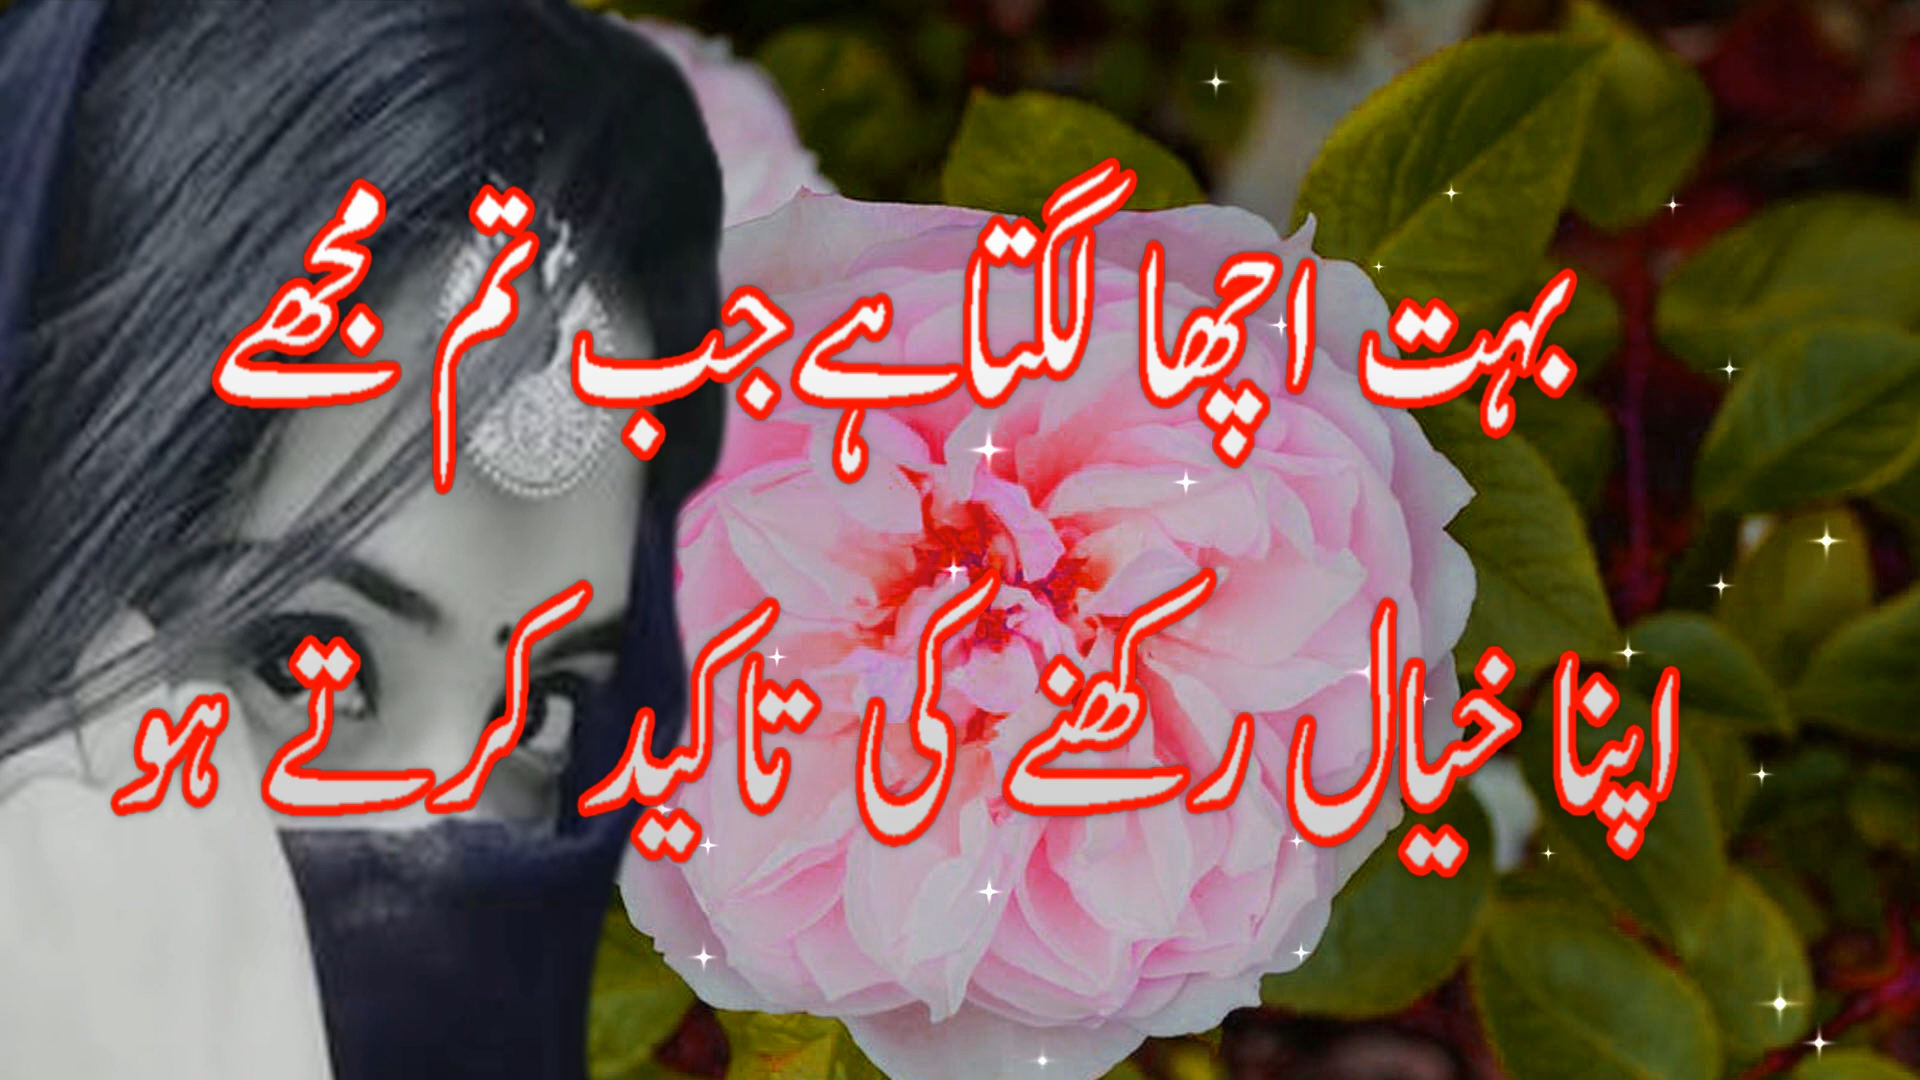 بہت اچھا لگتا ہے جب تم مجھے
اپنا خیال رکھنے کی تاکید کرتے ہو